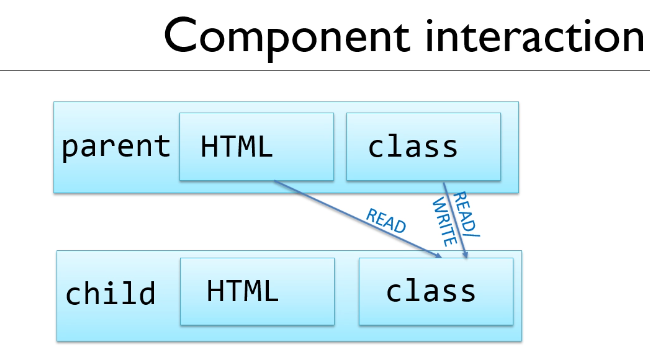 Component interaction
parent
HTML
class
READ
READ/
WRITE
child
HTML
class